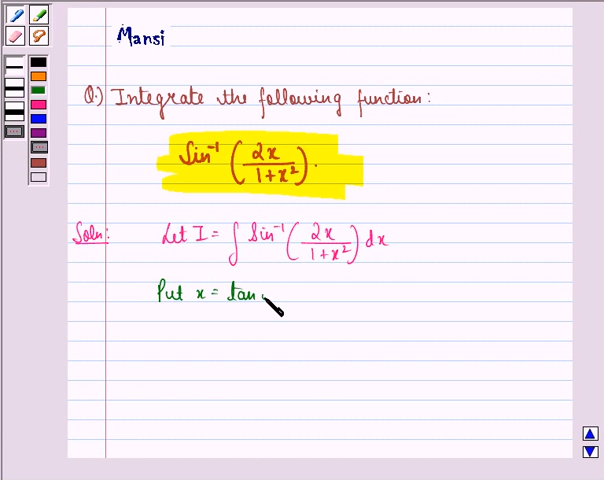 Mansi
Q.) Integrate the following function:
Sin⁻¹ (2x/1+x²).
Soln: Let I = ∫ Sin⁻¹ (2x/1+x²) dx
Put x = tan